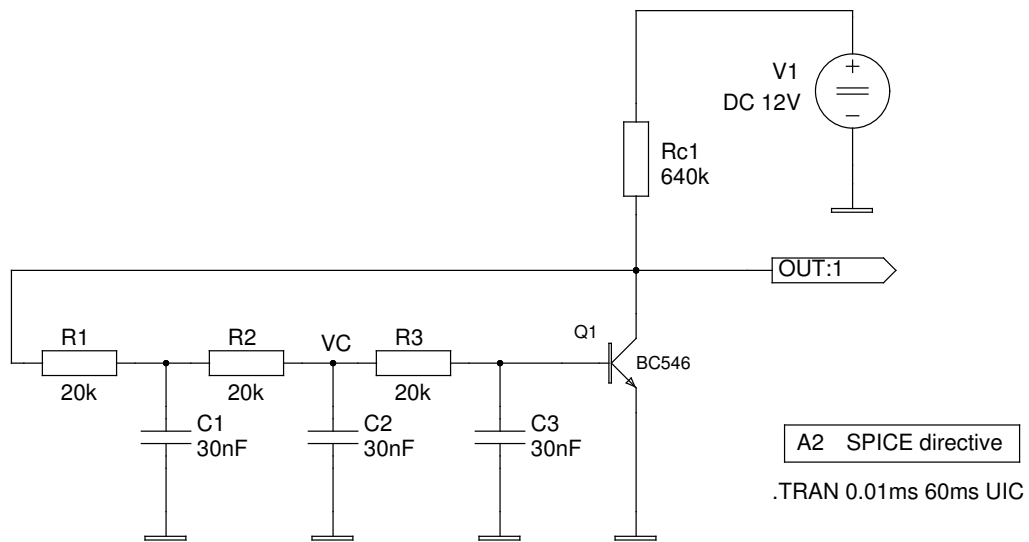 V1
DC 12V
Rc1
640k
OUT:1
R1
20k
R2
20k
VC
R3
20k
Q1
BC546
C1
30nF
C2
30nF
C3
30nF
A2 SPICE directive
.TRAN 0.01ms 60ms UIC